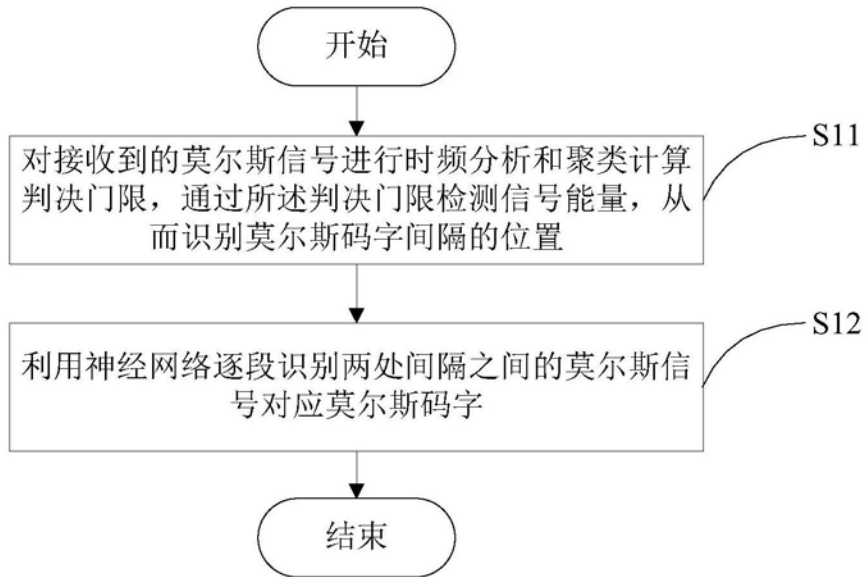 开始
S11
对接收到的莫尔斯信号进行时频分析和聚类计算
判决门限，通过所述判决门限检测信号能量，从
而识别莫尔斯码字间隔的位置
S12
利用神经网络逐段识别两处间隔之间的莫尔斯信
号对应莫尔斯码字
结束